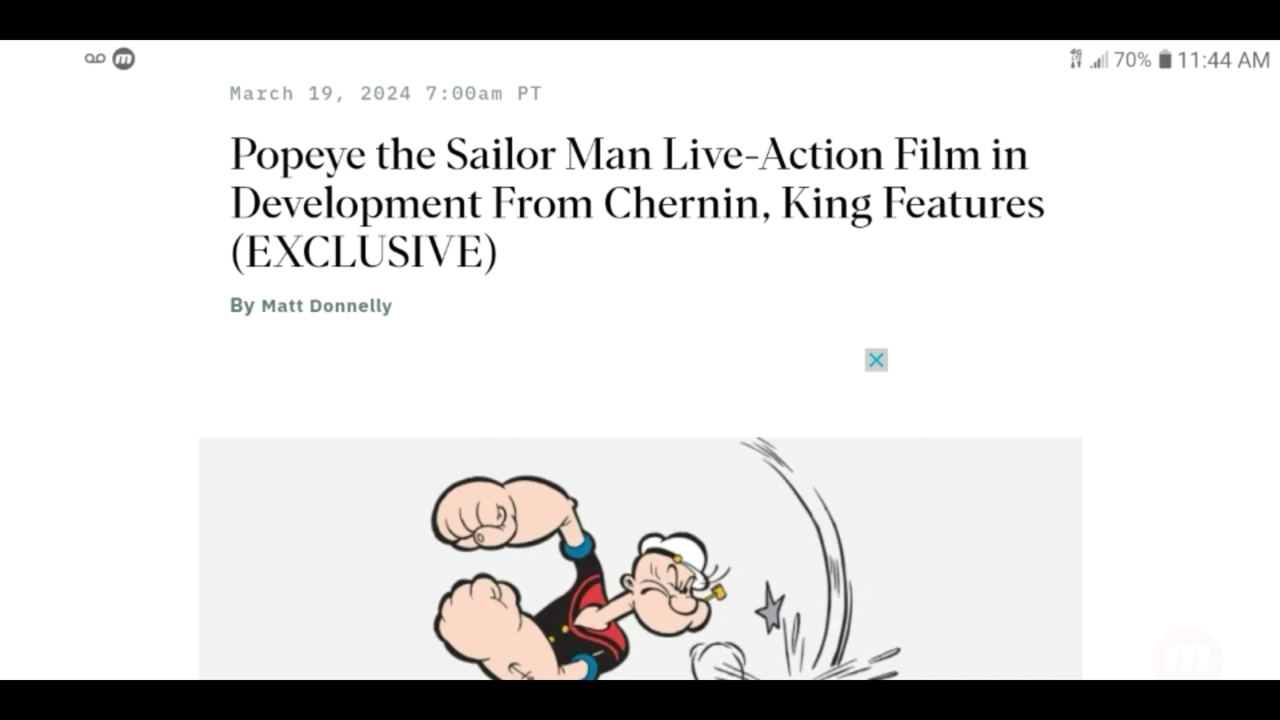 70% 11:44 AM
March 19, 2024 7:00am PT
Popeye the Sailor Man Live-Action Film in
Development From Chernin, King Features
(EXCLUSIVE)
By Matt Donnelly